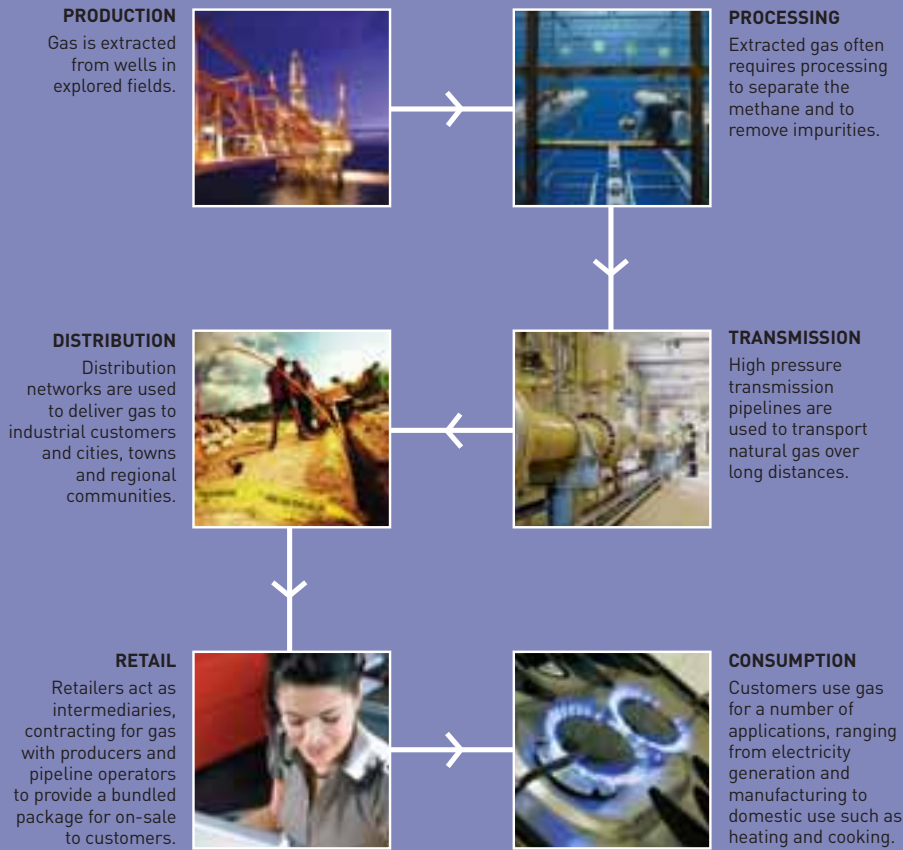 PRODUCTION
Gas is extracted
from wells in
explored fields.
PROCESSING
Extracted gas often
requires processing
to separate the
methane and to
remove impurities.
TRANSMISSION
High pressure
transmission
pipelines are
used to transport
natural gas over
long distances.
DISTRIBUTION
Distribution
networks are used
to deliver gas to
industrial customers
and cities, towns
and regional
communities.
RETAIL
Retailers act as
intermediaries,
contracting for gas
with producers and
pipeline operators
to provide a bundled
package for on-sale
to customers.
CONSUMPTION
Customers use gas
for a number of
applications, ranging
from electricity
generation and
manufacturing to
domestic use such as
heating and cooking.